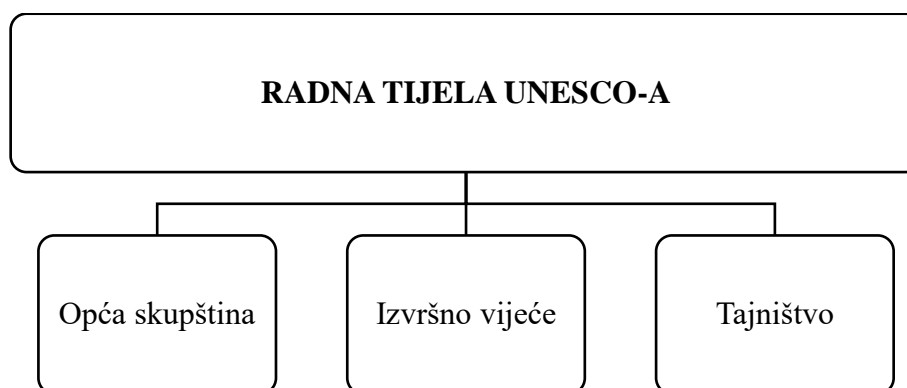 RADNA TIJELA UNESCO-A
Opća skupština
Izvršno vijeće
Tajništvo